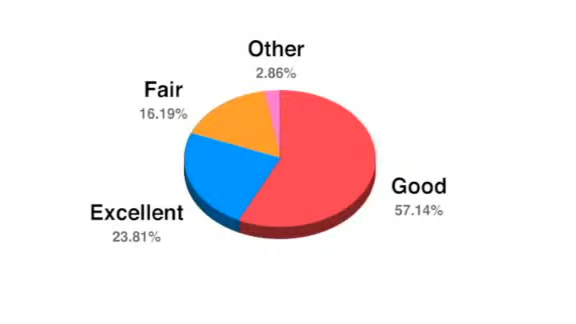 Other
2.86%
Fair
16.19%
Good
57.14%
Excellent
23.81%